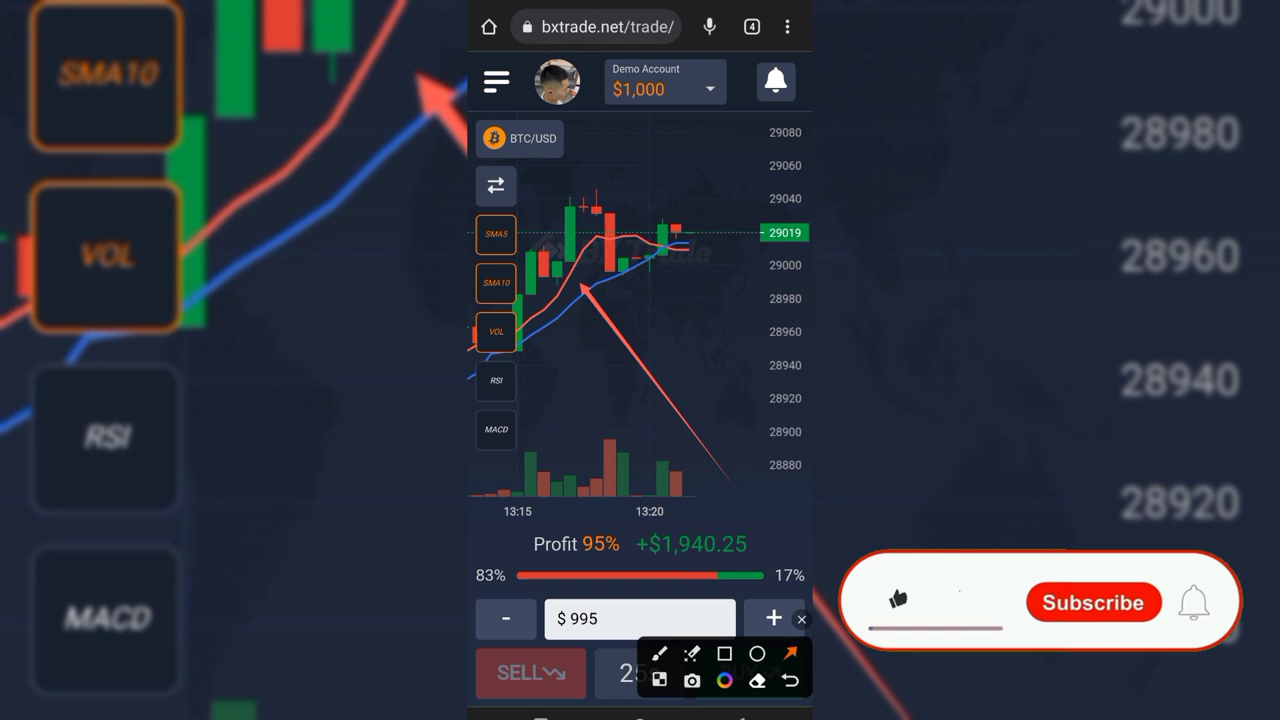 bxtrade.net/trade/
4
Demo Account
$1,000
BTC/USD
SMA5
SMA10
VOL
RSI
MACD
29080
29060
29040
29019
29000
28980
28960
28940
28920
28900
28880
Trade
13:15
13:20
Profit 95% +$1,940.25
83%
17%
-
$ 995
+
SELL
SMA10
VOL
RSI
MACD
29000
28980
28960
28940
28920
Subscribe